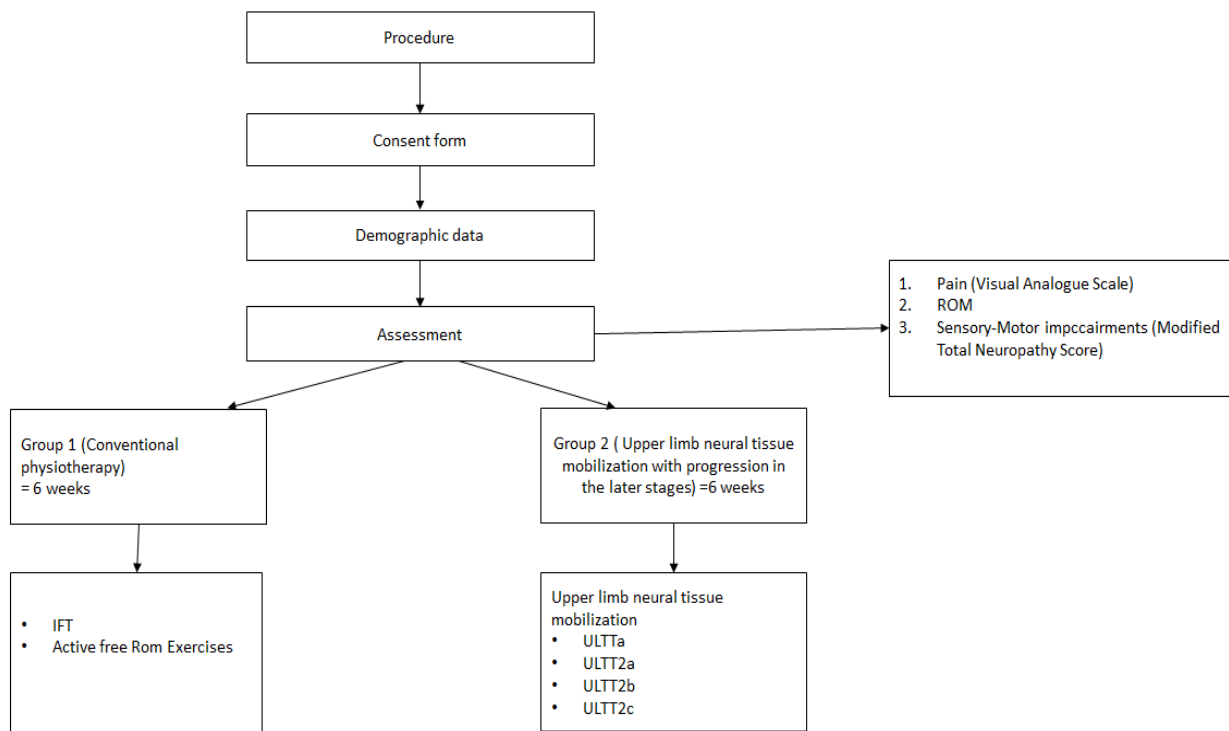 Procedure
Consent form
Demographic data
Assessment
1. Pain (Visual Analogue Scale)
2. ROM
3. Sensory-Motor impccairments (Modified
Total Neuropathy Score)
Group 1 (Conventional
physiotherapy)
= 6 weeks
Group 2 ( Upper limb neural tissue
mobilization with progression in
the later stages) =6 weeks
• IFT
• Active free Rom Exercises
Upper limb neural tissue
mobilization
• ULTTa
• ULTT2a
• ULTT2b
• ULTT2c